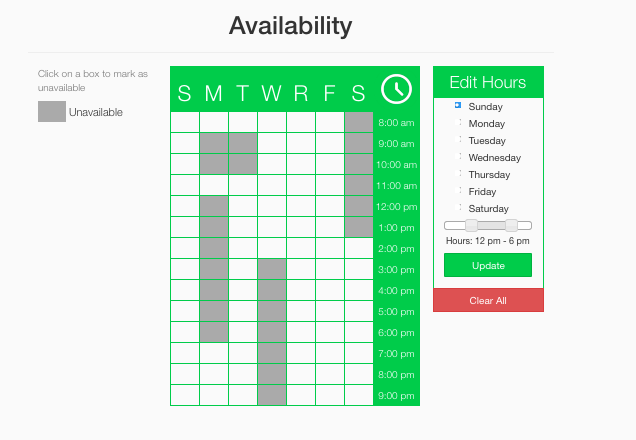 Availability
Click on a box to mark as
unavailable
Unavailable
S M T W R F S
8:00 am
9:00 am
10:00 am
11:00 am
12:00 pm
1:00 pm
2:00 pm
3:00 pm
4:00 pm
5:00 pm
6:00 pm
7:00 pm
8:00 pm
9:00 pm
Edit Hours
Sunday
Monday
Tuesday
Wednesday
Thursday
Friday
Saturday
Hours: 12 pm - 6 pm
Update
Clear All